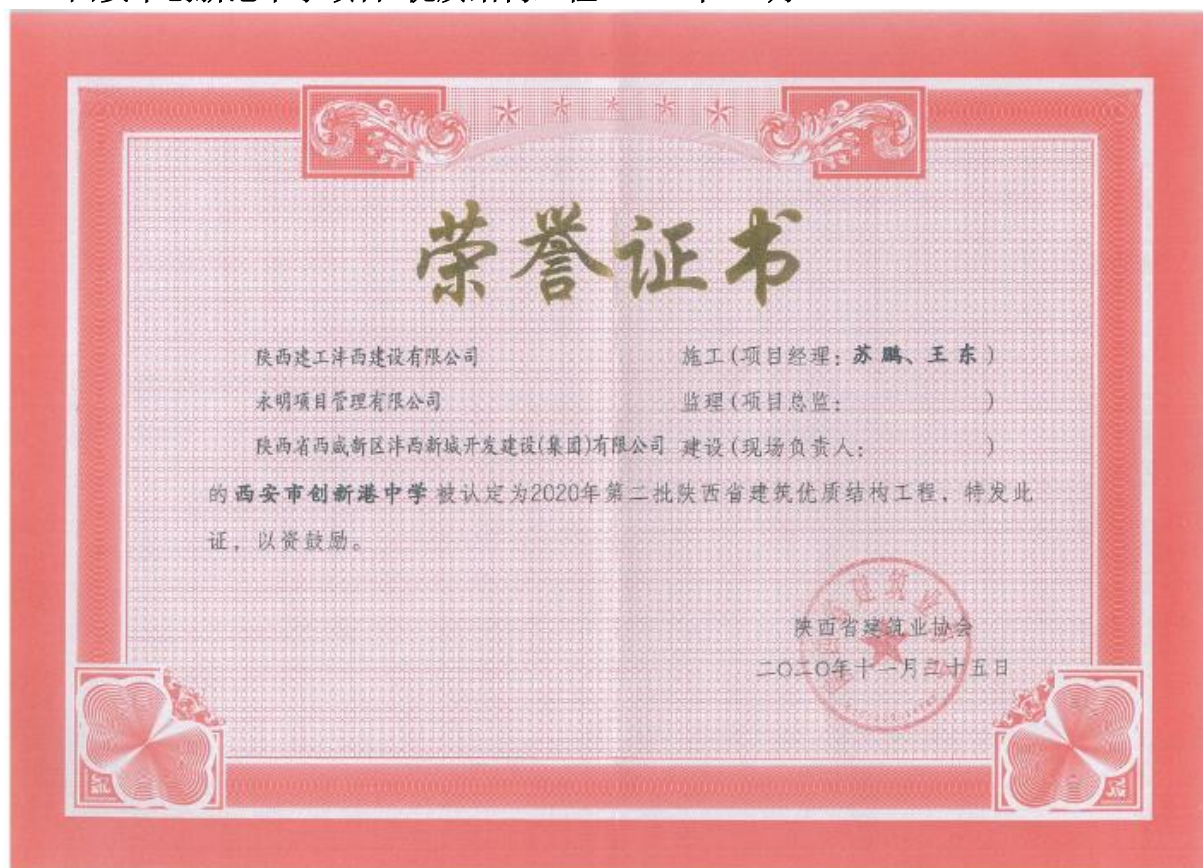 荣誉证书
陕西建工沣西建设有限公司 施工(项目经理:苏鹏、王东)
永明项目管理有限公司 监理(项目总监: )
陕西省西咸新区沣西新城开发建设(集团)有限公司 建设(现场负责人: )
的西安市创新港中学被认定为2020年第二批陕西省建筑优质结构工程,特发此
证,以资鼓励。
陕西省建筑业协会
二〇二〇年十一月二十五日